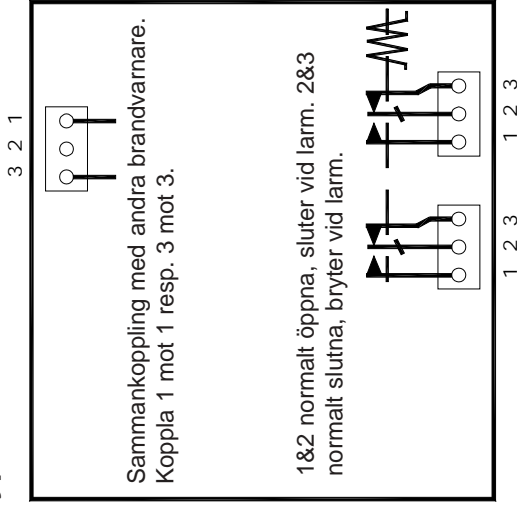 3 2 1
Sammankoppling med andra brandvarnare.
Koppla 1 mot 1 resp. 3 mot 3.
1&2 normalt öppna, sluter vid larm. 2&3
normalt slutna, bryter vid larm.
1 2 3
1 2 3